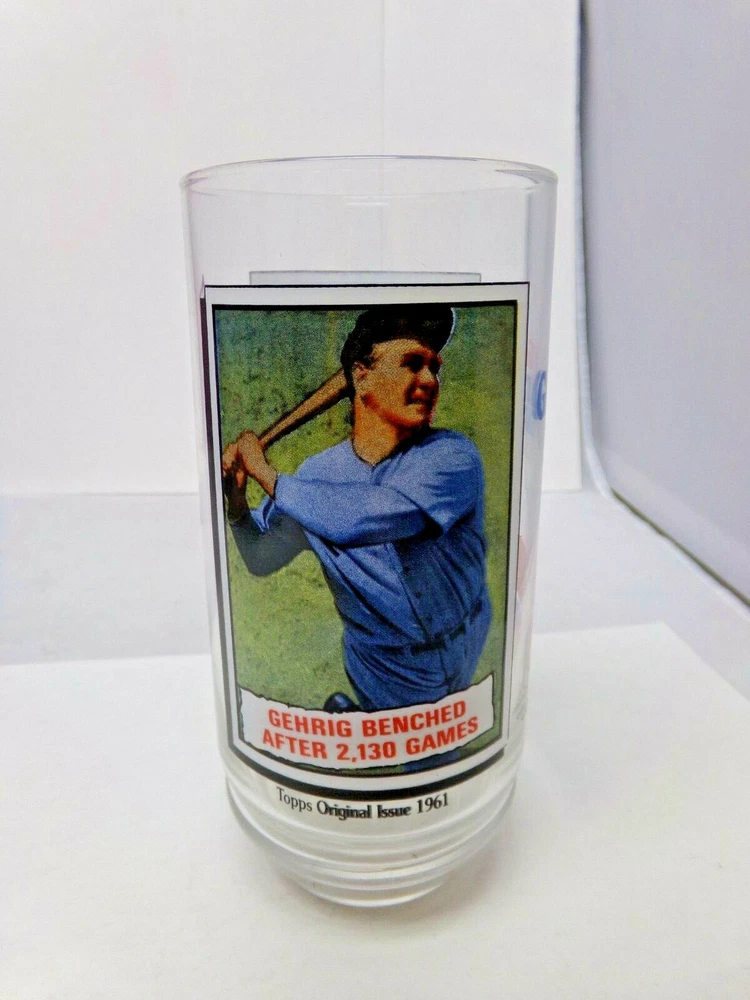 GEHRIG BENCHED
AFTER 2,130 GAMES
Topps Original Issue 1961